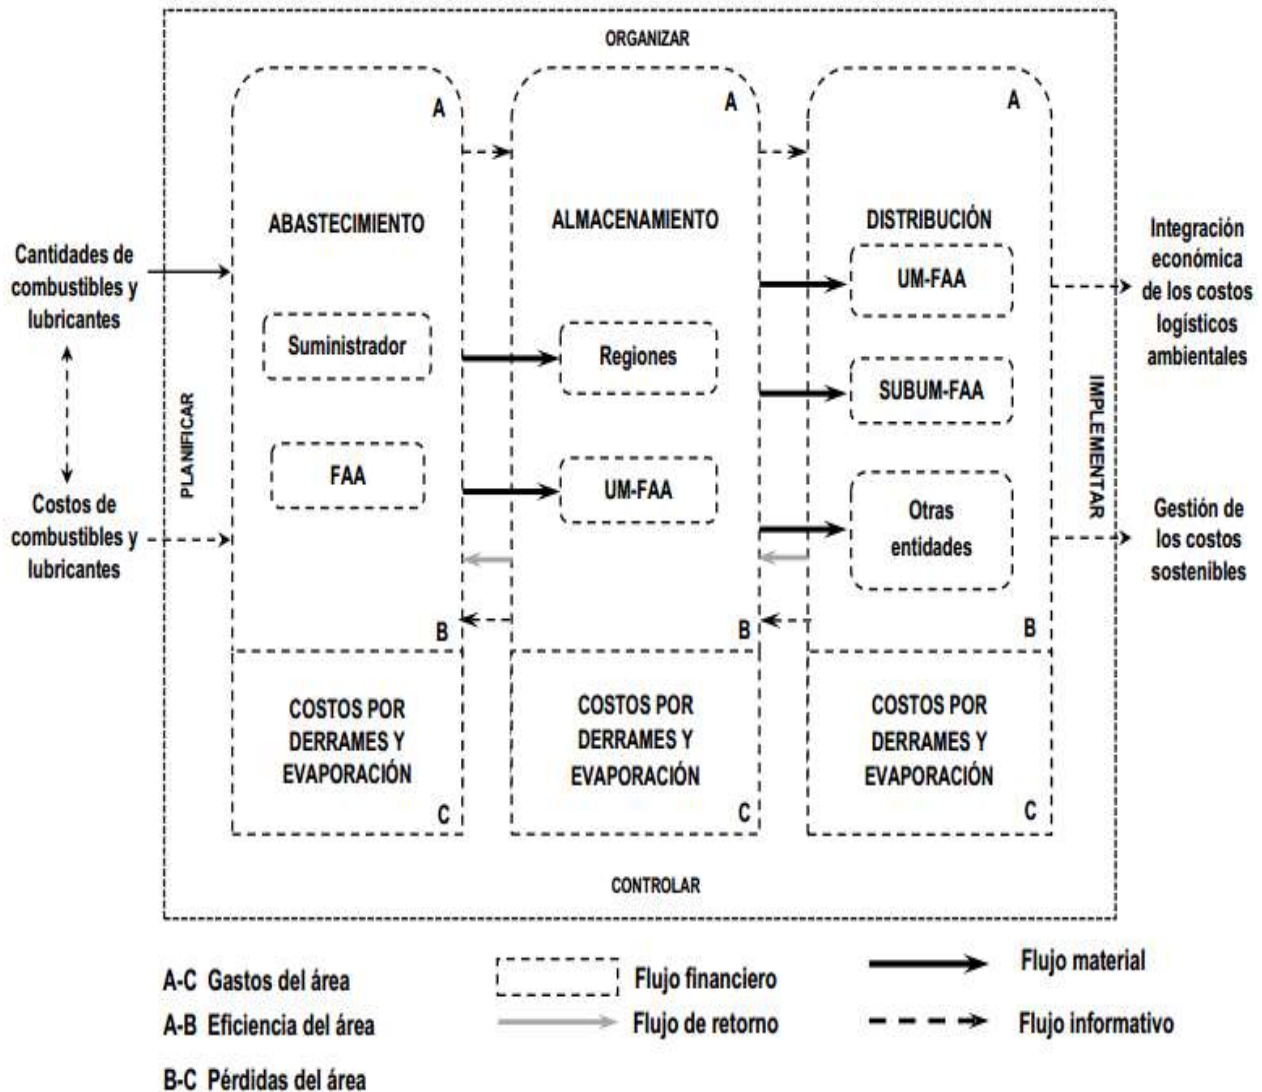 ORGANIZAR
A
A
A
ABASTECIMIENTO
ALMACENAMIENTO
DISTRIBUCIÓN
Cantidades de
combustibles y
lubricantes
Integración
económica
de los costos
logísticos
ambientales
UM-FAA
Suministrador
Regiones
SUBUM-FAA
PLANIFICAR
IMPLEMENTAR
FAA
UM-FAA
Otras
entidades
Costos de
combustibles y
lubricantes
Gestión de
los costos
sostenibles
B
B
B
COSTOS POR
DERRAMES Y
EVAPORACIÓN
COSTOS POR
DERRAMES Y
EVAPORACIÓN
COSTOS POR
DERRAMES Y
EVAPORACIÓN
C
C
C
CONTROLAR
A-C Gastos del área
Flujo financiero
Flujo material
A-B Eficiencia del área
Flujo de retorno
Flujo informativo
B-C Pérdidas del área